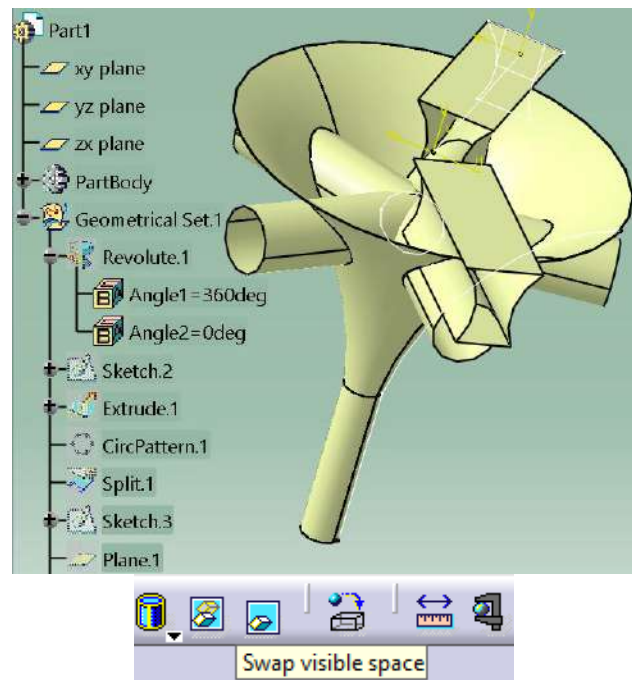 Part1
xy plane
yz plane
zx plane
PartBody
Geometrical Set.1
Revolute.1
Angle1=360deg
Angle2=0deg
Sketch.2
Extrude.1
CircPattern.1
Split.1
Sketch.3
Plane.1
Swap visible space